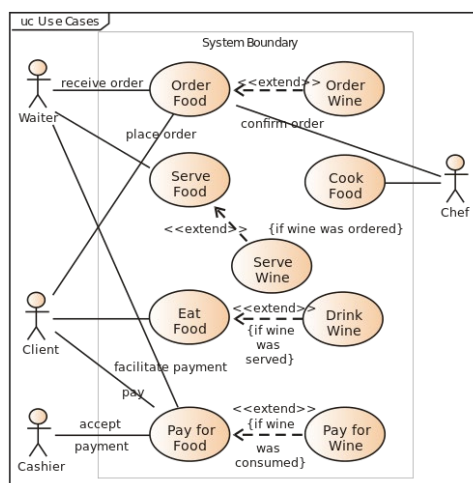 uc Use Cases
System Boundary
Waiter
receive order
Order
Food
<<extend>>
Order
Wine
place order
confirm order
Serve
Food
Cook
Food
Chef
<<extend>>
{if wine was ordered}
Serve
Wine
Client
Eat
Food
<<extend>>
{if wine
was
served}
Drink
Wine
facilitate payment
pay
Cashier
accept
payment
Pay for
Food
<<extend>>
{if wine
was
consumed}
Pay for
Wine